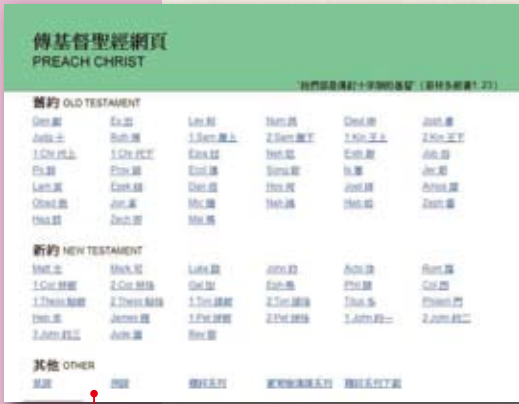 傳基督聖經網頁
PREACH CHRIST
"我們卻是傳釘十字架的基督" (哥林多前書1:23)
舊約 OLD TESTAMENT
Gen 創 Ex 出 Lev 利 Num 民 Deut 申 Josh 書
Judg 士 Ruth 得 1 Sam 撒上 2 Sam 撒下 1 Kin 王上 2 Kin 王下
1 Chr 代上 1 Chr 代下 Ezra 拉 Neh 尼 Esth 斯 Job 伯
Ps 詩 Prov 箴 Eccl 傳 Song 歌 Is 賽 Jer 耶
Lam 哀 Ezek 結 Dan 但 Hos 何 Joel 珥 Amos 摩
Obad 俄 Jon 拿 Mic 彌 Nah 鴻 Hab 哈 Zeph 番
Hag 該 Zech 亞 Mal 瑪
新約 NEW TESTAMENT
Matt 太 Mark 可 Luke 路 John 約 Acts 徒 Rom 羅
1 Cor 林前 2 Cor 林後 Gal 加 Eph 弗 Phil 腓 Col 西
1 Thess 帖前 2 Thess 帖後 1 Tim 提前 2 Tim 提後 Titus 多 Philem 門
Heb 來 James 雅 1 Pet 彼前 2 Pet 彼後 1 John 約一 2 John 約二
3 John 約三 Jude 猶 Rev 啟
其他 OTHER